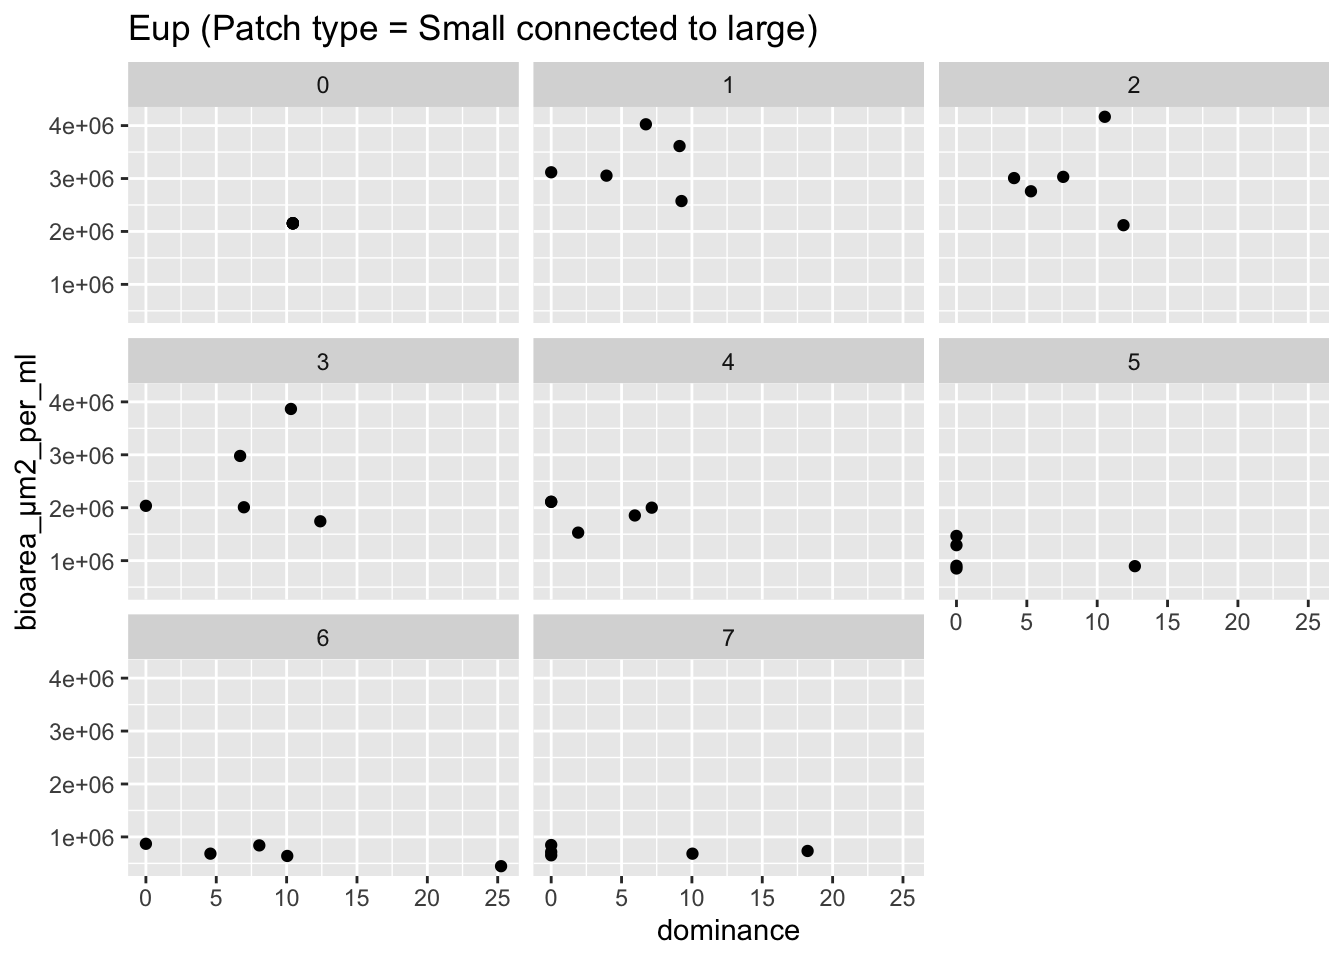 Eup (Patch type = Small connected to large)
0 1 2
4e+06
3e+06
2e+06
1e+06
3 4 5
4e+06
3e+06
2e+06
1e+06
0 5 10 15 20 25
6 7
4e+06
3e+06
2e+06
1e+06
0 5 10 15 20 25 0 5 10 15 20 25
dominance
bioarea_µm2_per_ml